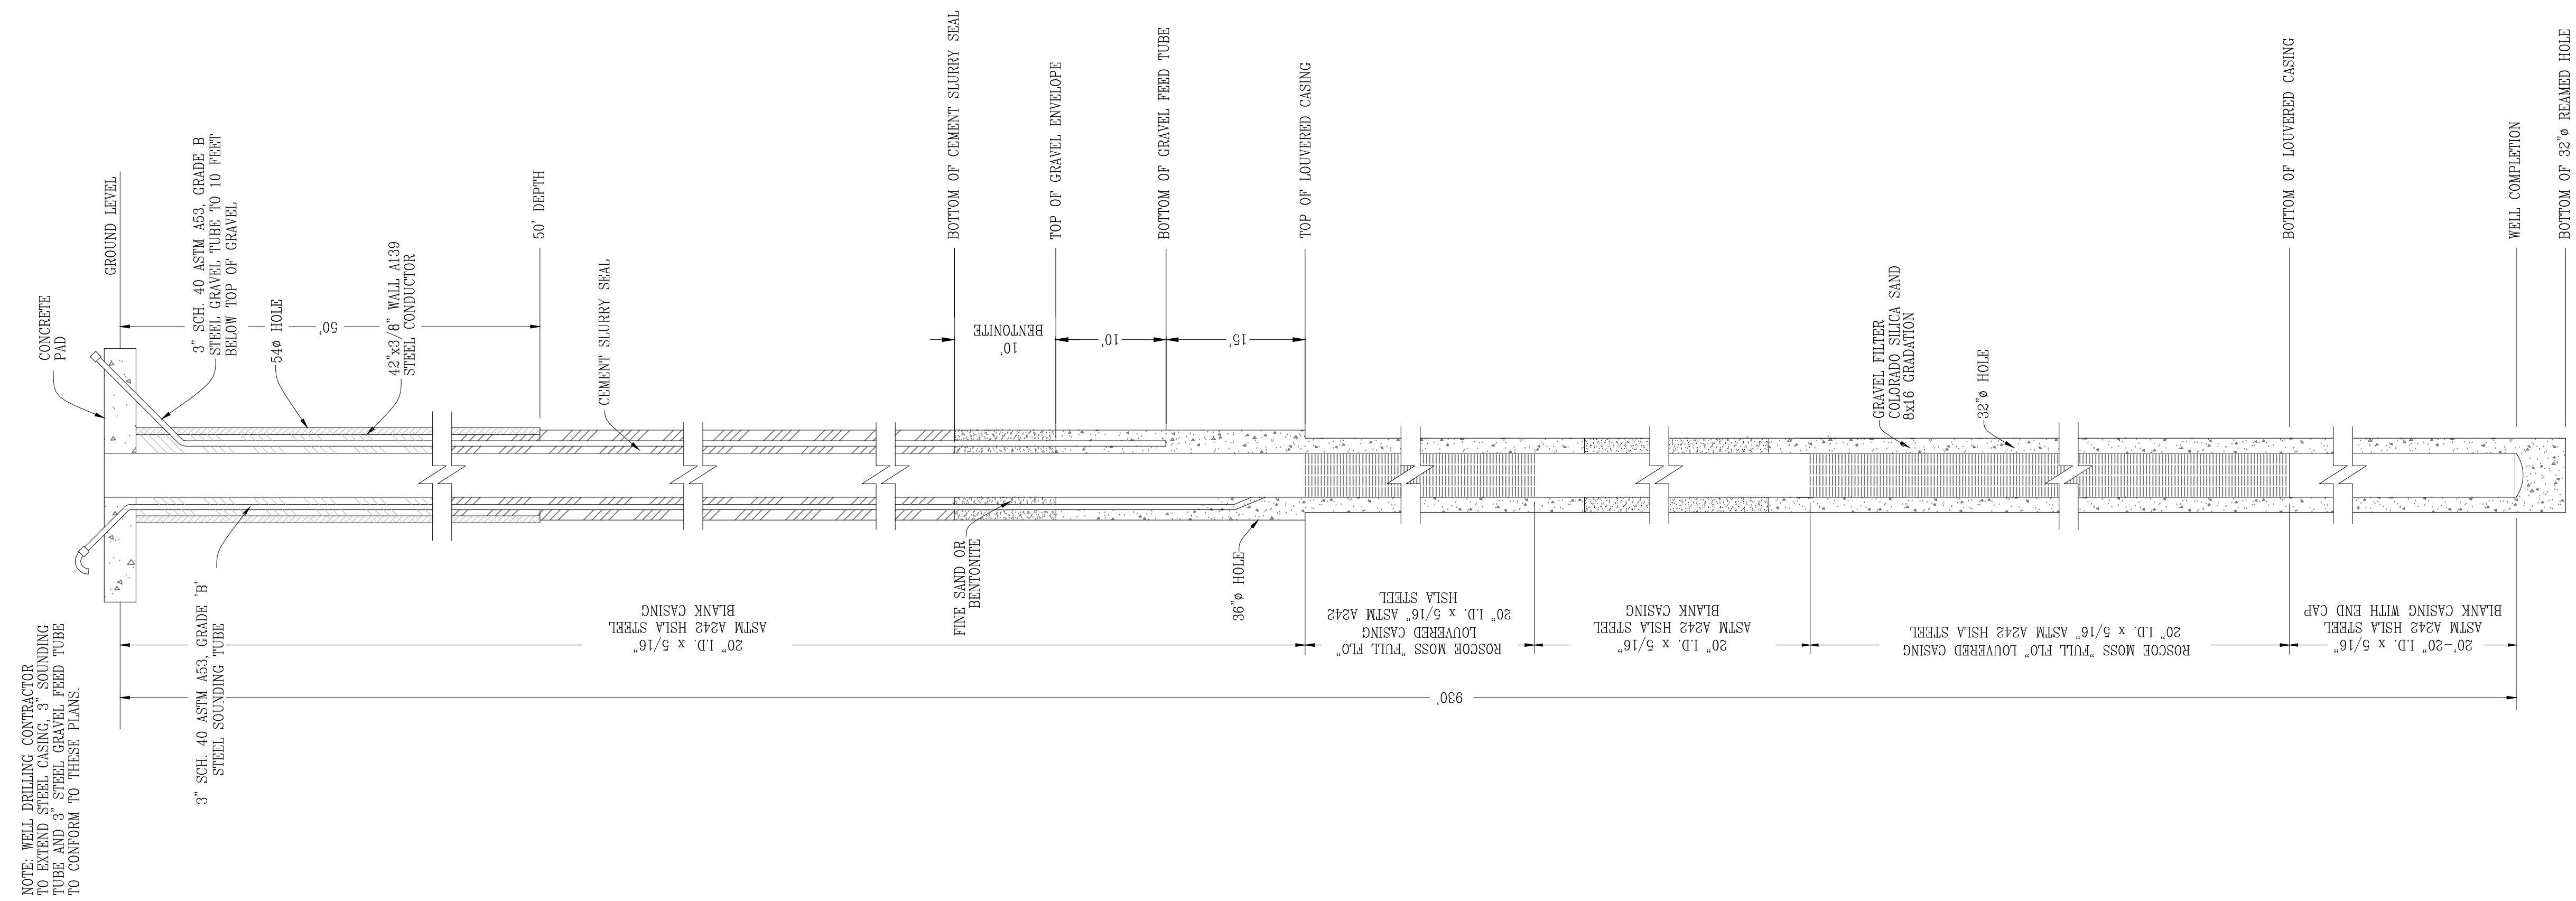 NOTE: WELL DRILLING CONTRACTOR
TO EXTEND STEEL CASING, 3" SOUNDING
TUBE AND 3" STEEL GRAVEL FEED TUBE
TO CONFORM TO THESE PLANS.
CONCRETE
PAD
GROUND LEVEL
3" SCH. 40 ASTM A53, GRADE B
STEEL GRAVEL TUBE TO 10 FEET
BELOW TOP OF GRAVEL
54ø HOLE
50'
42"x3/8" WALL A139
STEEL CONDUCTOR
50' DEPTH
CEMENT SLURRY SEAL
BOTTOM OF CEMENT SLURRY SEAL
10'
BENTONITE
TOP OF GRAVEL ENVELOPE
10'
BOTTOM OF GRAVEL FEED TUBE
15'
TOP OF LOUVERED CASING
GRAVEL FILTER
COLORADO SILICA SAND
8x16 GRADATION
32"ø HOLE
BOTTOM OF LOUVERED CASING
WELL COMPLETION
BOTTOM OF 32"ø REAMED HOLE
3" SCH. 40 ASTM A53, GRADE 'B'
STEEL SOUNDING TUBE
FINE SAND OR
BENTONITE
36"ø HOLE
20" I.D. x 5/16"
ASTM A242 HSLA STEEL
BLANK CASING
ROSCOE MOSS "FULL FLO"
LOUVERED CASING
20" I.D. x 5/16" ASTM A242
HSLA STEEL
20" I.D. x 5/16"
ASTM A242 HSLA STEEL
BLANK CASING
ROSCOE MOSS "FULL FLO" LOUVERED CASING
20" I.D. x 5/16" ASTM A242 HSLA STEEL
20'-20" I.D. x 5/16"
ASTM A242 HSLA STEEL
BLANK CASING WITH END CAP
930'